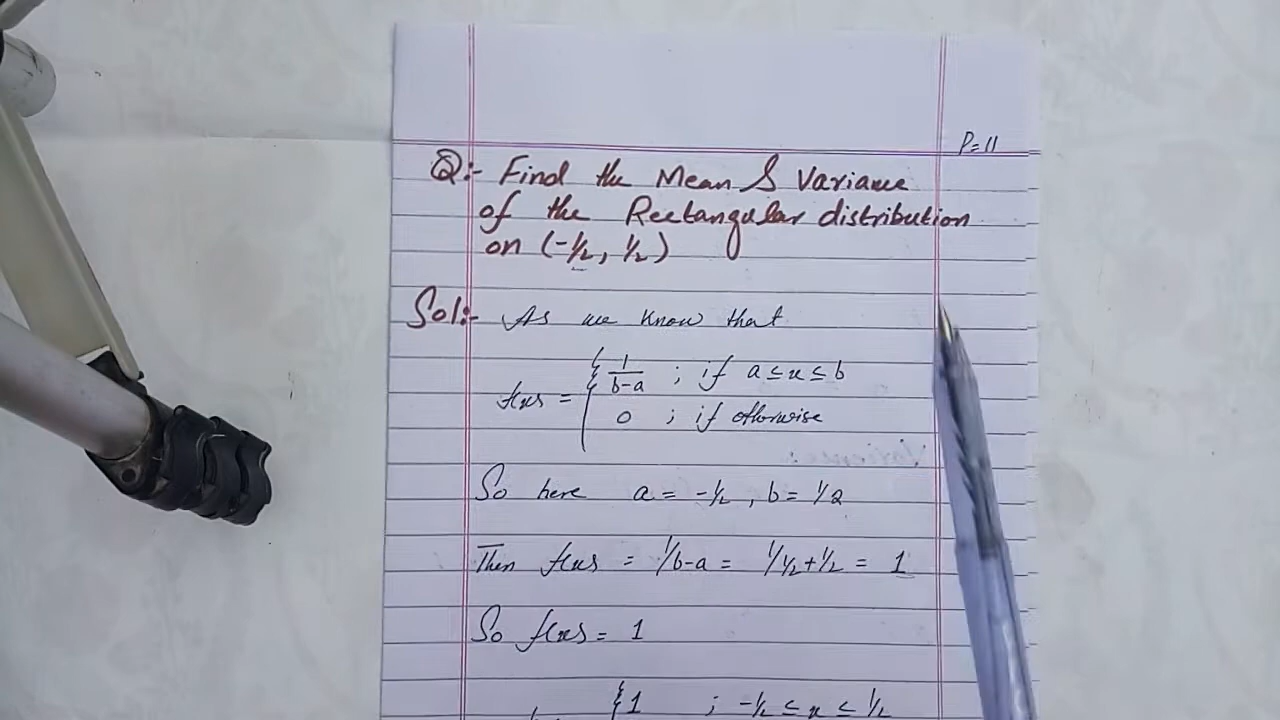 P=11
Q:- Find the Mean & Variance
of the Rectangular distribution
on (-1/2, 1/2)
Sol:- As we know that
f(x) = { 1/b-a ; if a ≤ x ≤ b
0 ; if otherwise
So here a = -1/2, b = 1/2
Then f(x) = 1/b-a = 1/1/2+1/2 = 1
So f(x) = 1
{ 1 ; -1/2 ≤ x ≤ 1/2